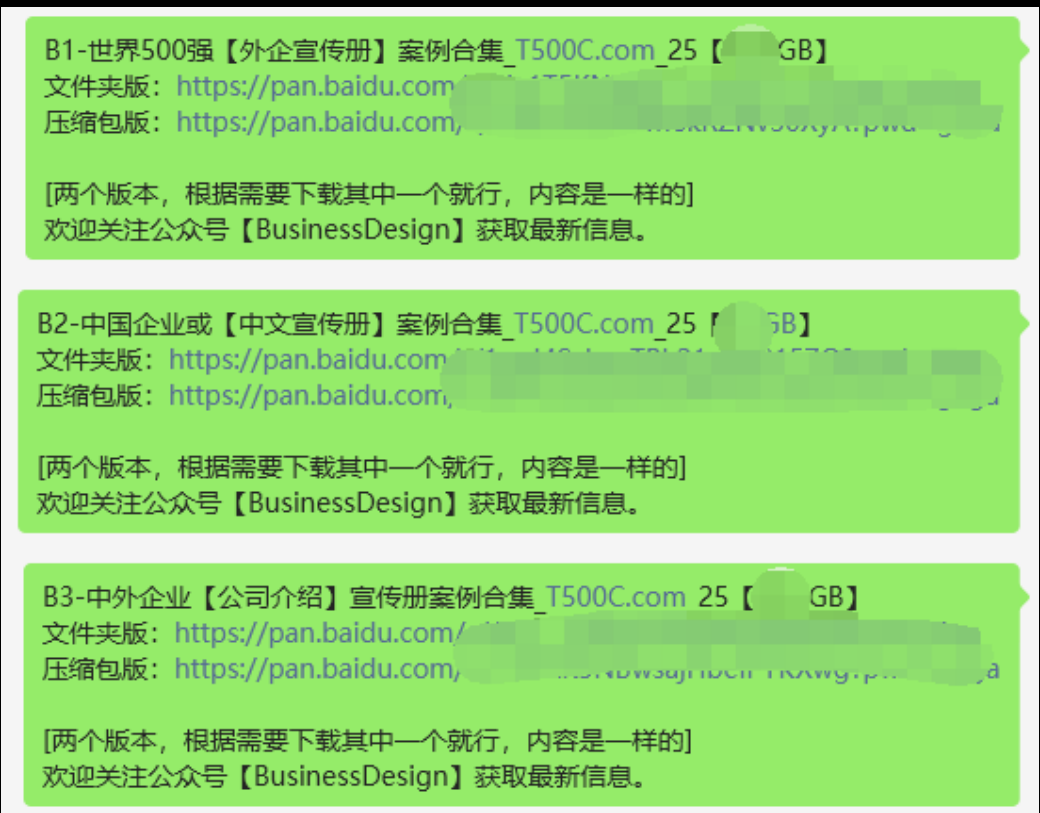 B1-世界500强【外企宣传册】案例合集_T500C.com_25【GB】
文件夹版：https://pan.baidu.com
压缩包版：https://pan.baidu.com/
[两个版本，根据需要下载其中一个就行，内容是一样的]
欢迎关注公众号【BusinessDesign】获取最新信息。
B2-中国企业或【中文宣传册】案例合集_T500C.com_25【GB】
文件夹版：https://pan.baidu.com/
压缩包版：https://pan.baidu.com/
[两个版本，根据需要下载其中一个就行，内容是一样的]
欢迎关注公众号【BusinessDesign】获取最新信息。
B3-中外企业【公司介绍】宣传册案例合集_T500C.com 25【GB】
文件夹版：https://pan.baidu.com/
压缩包版：https://pan.baidu.com/
[两个版本，根据需要下载其中一个就行，内容是一样的]
欢迎关注公众号【BusinessDesign】获取最新信息。